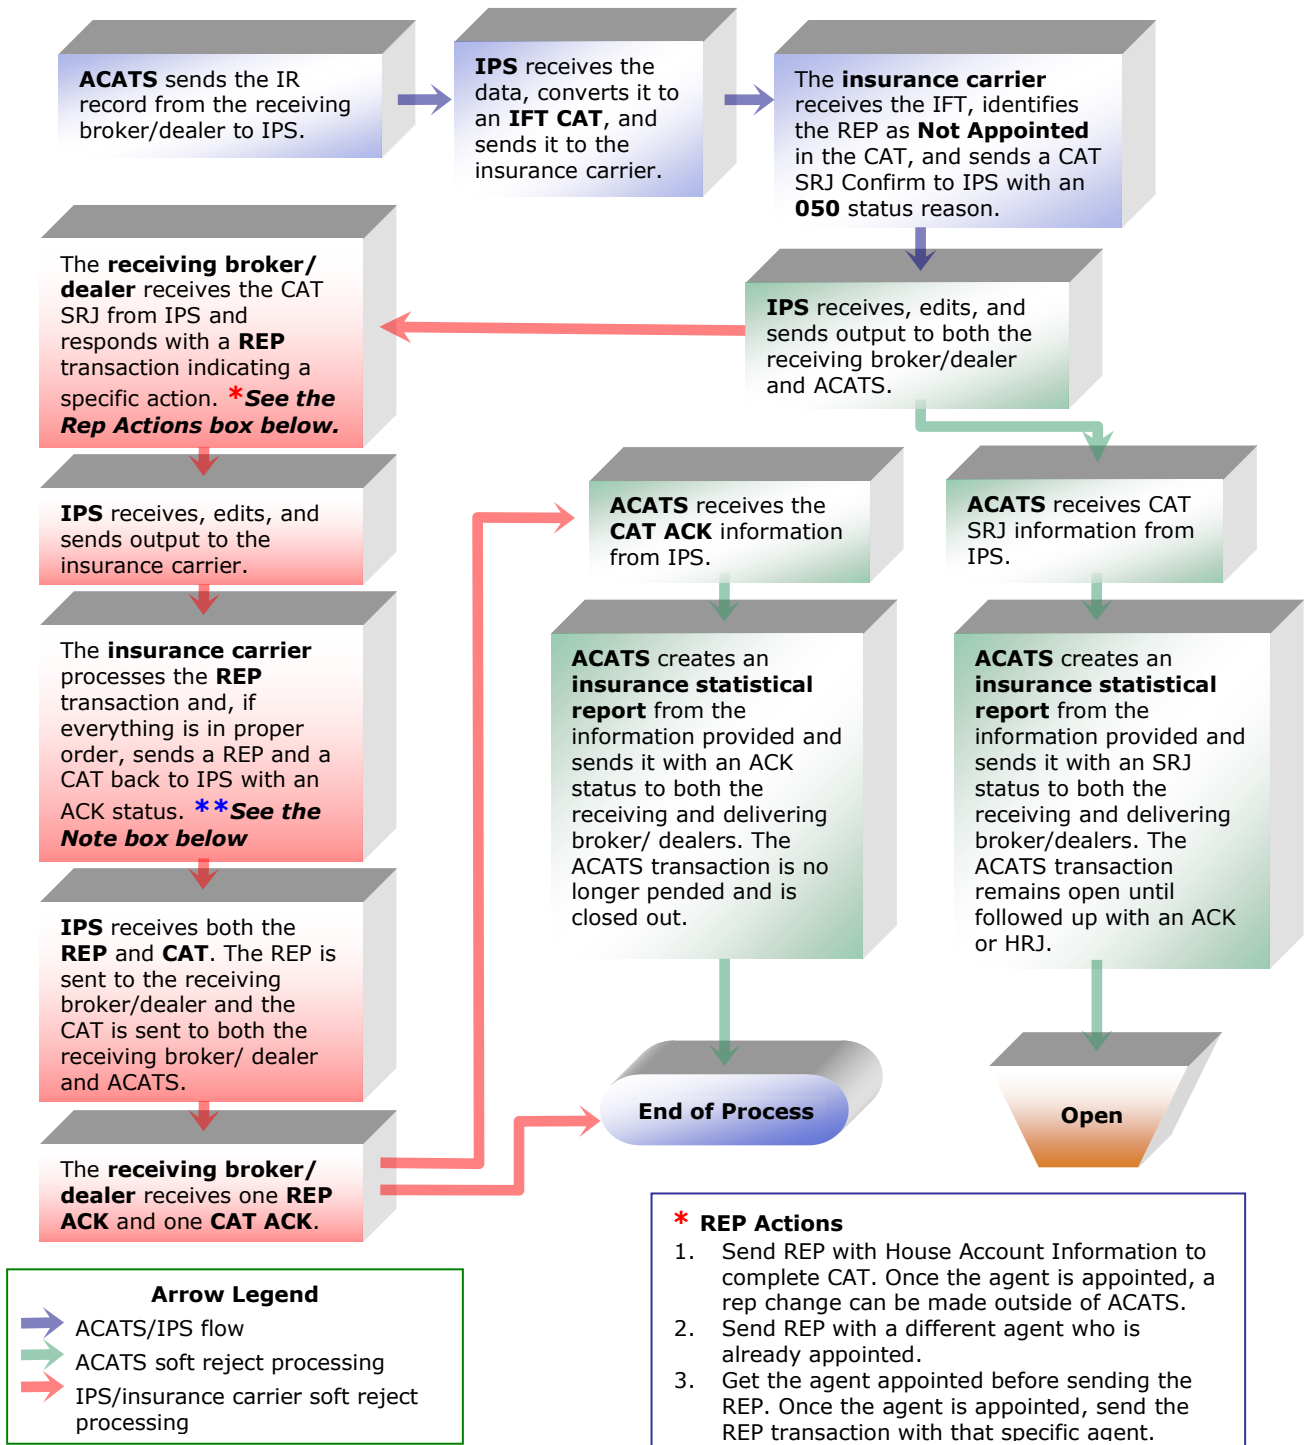 ACATS sends the IR
record from the receiving
broker/dealer to IPS.
IPS receives the
data, converts it to
an IFT CAT, and
sends it to the
insurance carrier.
The insurance carrier
receives the IFT, identifies
the REP as Not Appointed
in the CAT, and sends a CAT
SRJ Confirm to IPS with an
050 status reason.
The receiving broker/
dealer receives the CAT
SRJ from IPS and
responds with a REP
transaction indicating a
specific action. *See the
Rep Actions box below.
IPS receives, edits, and
sends output to both the
receiving broker/dealer
and ACATS.
IPS receives, edits, and
sends output to the
insurance carrier.
ACATS receives the
CAT ACK information
from IPS.
ACATS receives CAT
SRJ information from
IPS.
The insurance carrier
processes the REP
transaction and, if
everything is in proper
order, sends a REP and a
CAT back to IPS with an
ACK status. **See the
Note box below
ACATS creates an
insurance statistical
report from the
information provided and
sends it with an ACK
status to both the
receiving and delivering
broker/ dealers. The
ACATS transaction is no
longer pended and is
closed out.
ACATS creates an
insurance statistical
report from the
information provided and
sends it with an SRJ
status to both the
receiving and delivering
broker/dealers. The
ACATS transaction
remains open until
followed up with an ACK
or HRJ.
IPS receives both the
REP and CAT. The REP is
sent to the receiving
broker/dealer and the
CAT is sent to both the
receiving broker/ dealer
and ACATS.
End of Process
Open
The receiving broker/
dealer receives one REP
ACK and one CAT ACK.
Arrow Legend
ACATS/IPS flow
ACATS soft reject processing
IPS/insurance carrier soft reject
processing
* REP Actions
1. Send REP with House Account Information to
complete CAT. Once the agent is appointed, a
rep change can be made outside of ACATS.
2. Send REP with a different agent who is
already appointed.
3. Get the agent appointed before sending the
REP. Once the agent is appointed, send the
REP transaction with that specific agent.